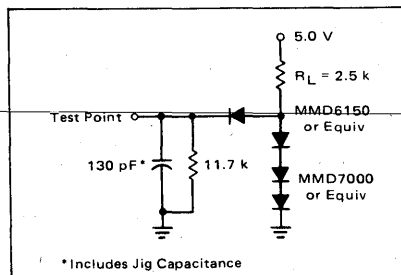 5.0 V
R_L = 2.5 k
Test Point
MMD6150
or Equiv
130 pF*
11.7 k
MMD7000
or Equiv
*Includes Jig Capacitance